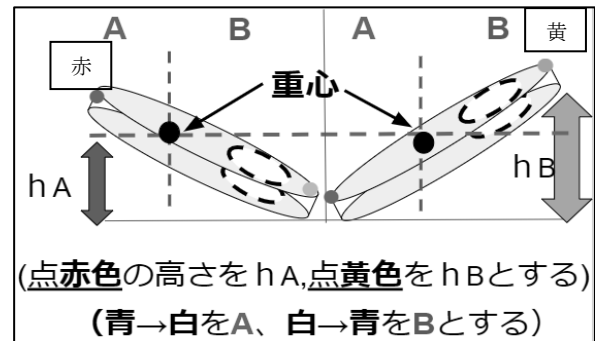 A B A B
赤 黄
重心
hA hB
(点赤色の高さをhA,点黄色をhBとする)
(青→白をA、白→青をBとする)